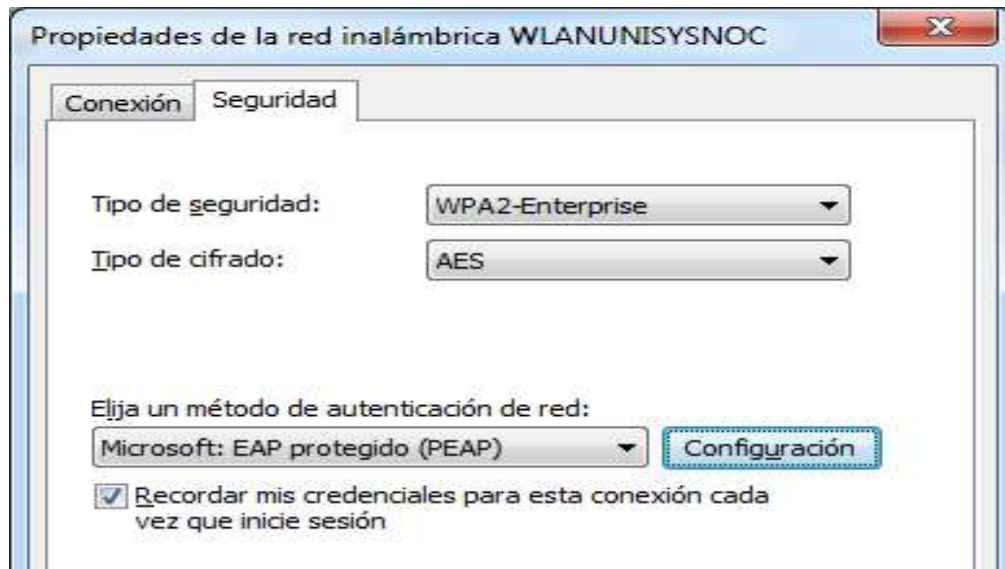 Propiedades de la red inalámbrica WLANUNISYSNOC
Conexión
Seguridad
Tipo de seguridad:
WPA2-Enterprise
Tipo de cifrado:
AES
Elija un método de autenticación de red:
Microsoft: EAP protegido (PEAP)
Configuración
Recordar mis credenciales para esta conexión cada
vez que inicie sesión